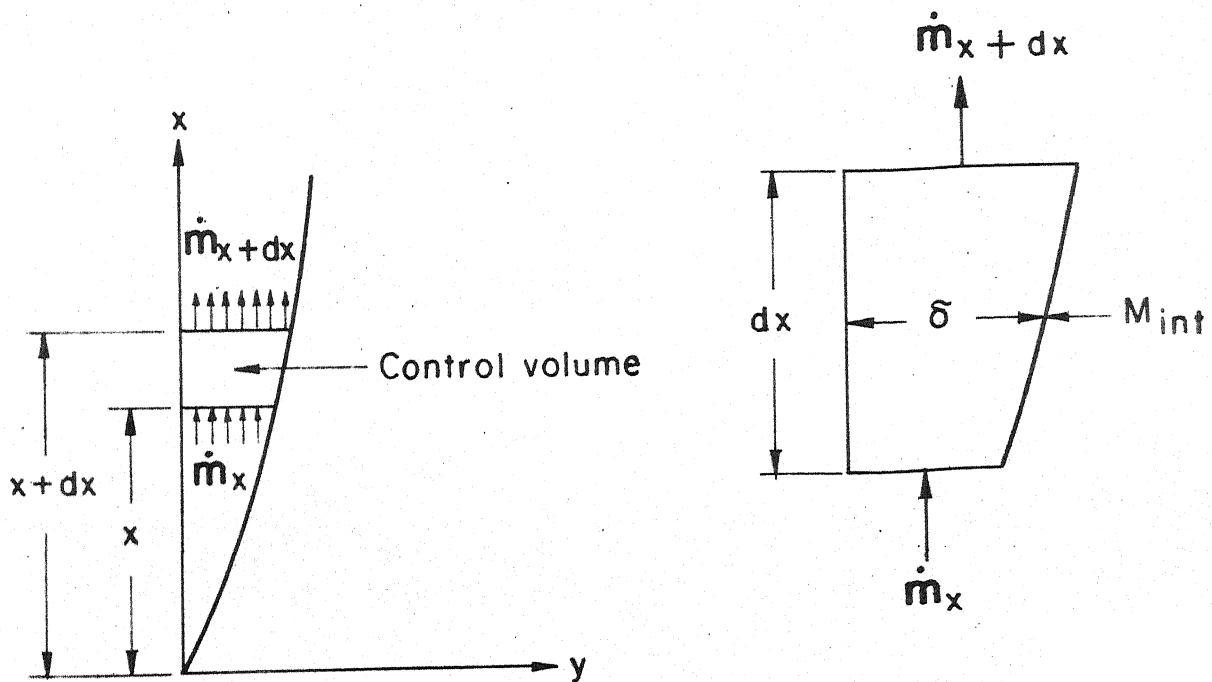 x
ṁx+dx
Control volume
ṁx
x+dx
x
y
ṁx+dx
dx
δ
Mint
ṁx